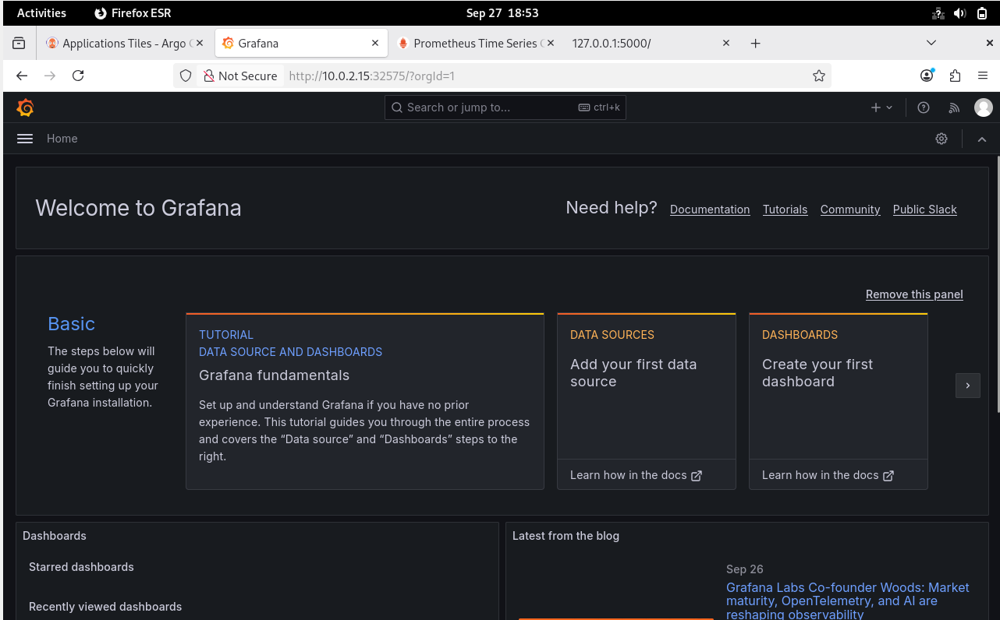 Activities
Firefox ESR
Sep 27 18:53
Applications Tiles - Argo
Grafana
Prometheus Time Series
127.0.0.1:5000/
Not Secure
http://10.0.2.15:32575/?orgId=1
Search or jump to...
ctrl+k
Home
Welcome to Grafana
Need help?
Documentation
Tutorials
Community
Public Slack
Remove this panel
Basic
The steps below will
guide you to quickly
finish setting up your
Grafana installation.
TUTORIAL
DATA SOURCE AND DASHBOARDS
Grafana fundamentals
Set up and understand Grafana if you have no prior
experience. This tutorial guides you through the entire process
and covers the “Data source” and “Dashboards” steps to the
right.
DATA SOURCES
Add your first data
source
Learn how in the docs
DASHBOARDS
Create your first
dashboard
Learn how in the docs
Dashboards
Starred dashboards
Recently viewed dashboards
Latest from the blog
Sep 26
Grafana Labs Co-founder Woods: Market
maturity, OpenTelemetry, and AI are
reshaping observability